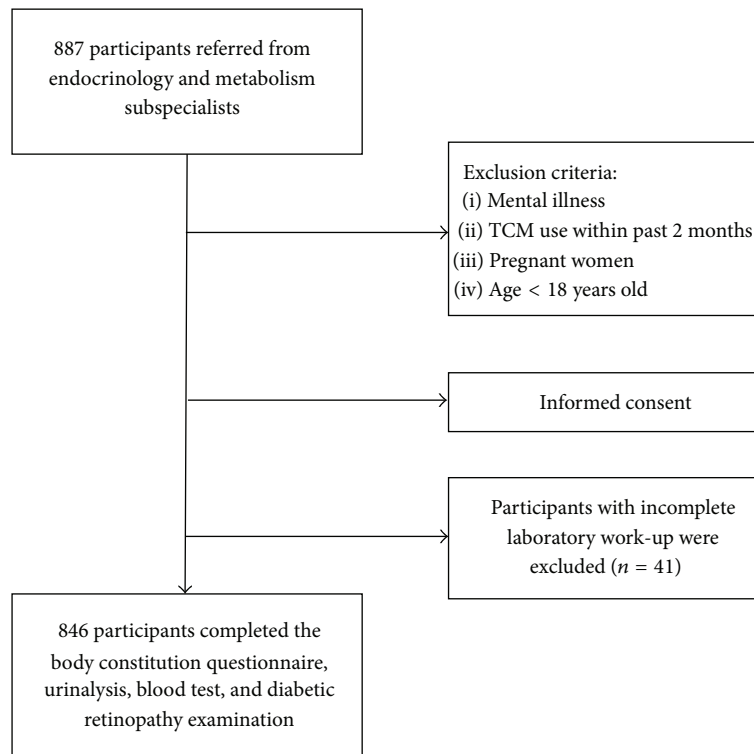 887 participants referred from
endocrinology and metabolism
subspecialists
Exclusion criteria:
(i) Mental illness
(ii) TCM use within past 2 months
(iii) Pregnant women
(iv) Age < 18 years old
Informed consent
Participants with incomplete
laboratory work-up were
excluded (n = 41)
846 participants completed the
body constitution questionnaire,
urinalysis, blood test, and diabetic
retinopathy examination